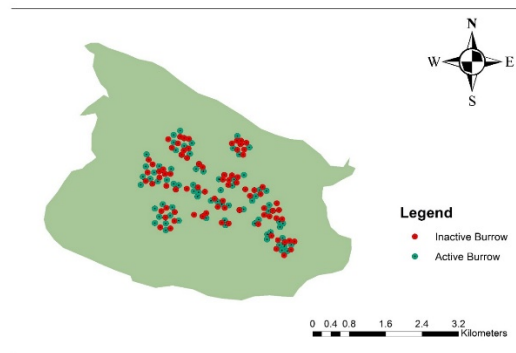 N
W E
S
Legend
Inactive Burrow
Active Burrow
0 0.4 0.8 1.6 2.4 3.2
Kilometers